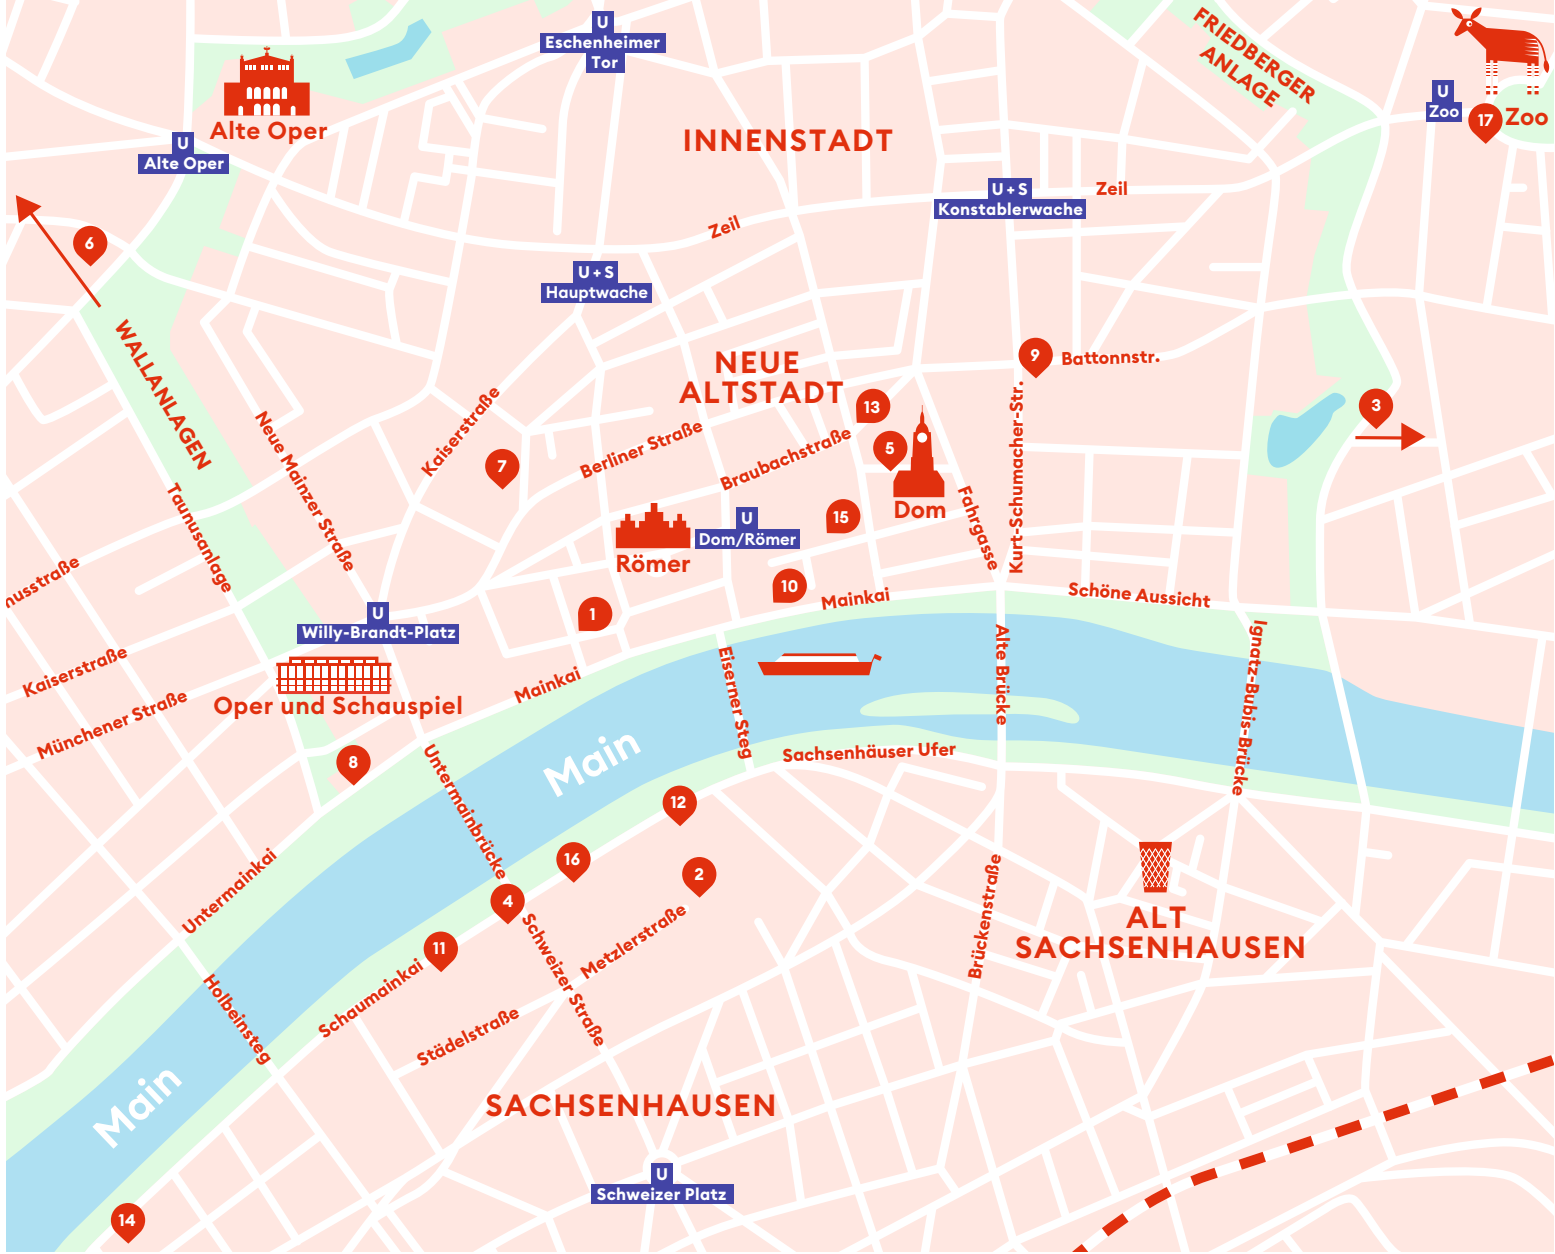 U
Eschenheimer
Tor
FRIEDBERGER
ANLAGE
U
Zoo
17
Zoo
Alte Oper
U
Alte Oper
INNENSTADT
U + S
Konstablerwache
Zeil
Zeil
6
U + S
Hauptwache
WALLANLAGEN
NEUE
ALTSTADT
9
Battonnstr.
13
3
Kaiserstraße
Neue Mainzer Straße
7
Berliner Straße
Braubachstraße
5
Kurt-Schumacher-Str.
Dom
Fahrgasse
Taunusanlage
15
U
Dom/Römer
Römer
nusstraße
10
Mainkai
Schöne Aussicht
1
U
Willy-Brandt-Platz
Kaiserstraße
Münchener Straße
Oper und Schauspiel
Mainkai
Eiserner Steg
Alte Brücke
Ignatz-Bubis-Brücke
8
Main
Sachsenhäuser Ufer
Untermainbrücke
12
16
2
4
Untermainkai
11
Schweizer Straße
Metzlerstraße
Brückenstraße
ALT
SACHSENHAUSEN
Holbeinsteg
Schaumainkai
Städelstraße
Main
SACHSENHAUSEN
U
Schweizer Platz
14